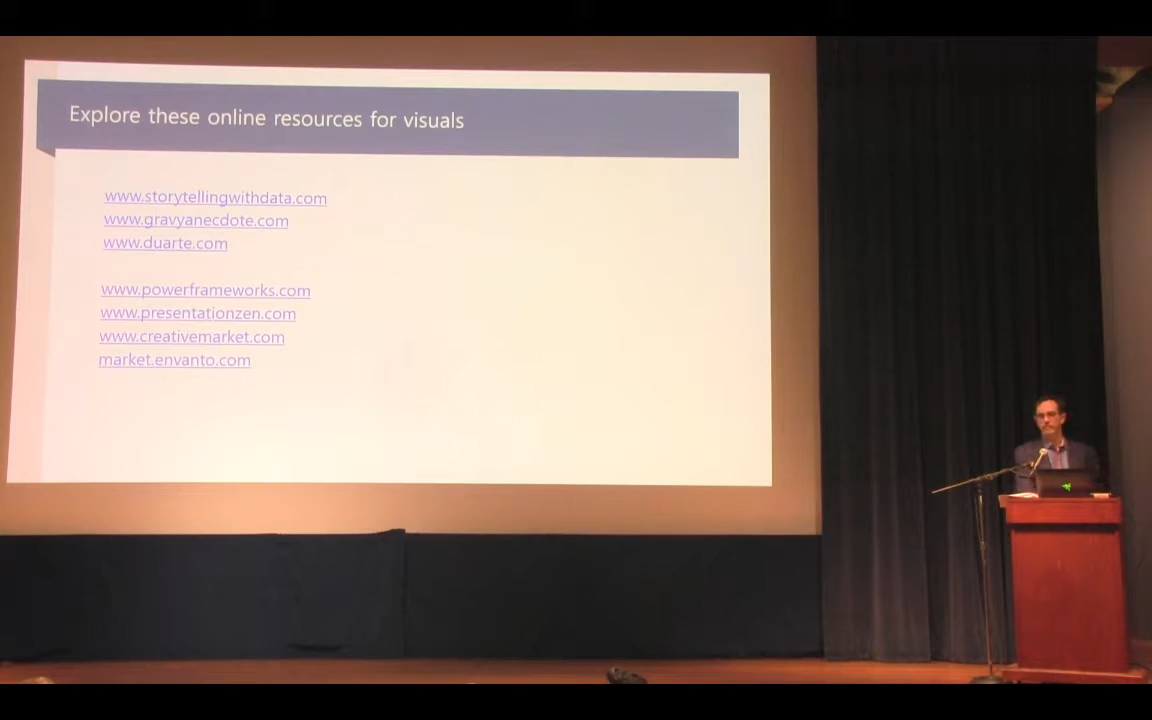 Explore these online resources for visuals
www.storytellingwithdata.com
www.gravyanecdote.com
www.duarte.com
www.powerframeworks.com
www.presentationzen.com
www.creativemarket.com
market.envanto.com